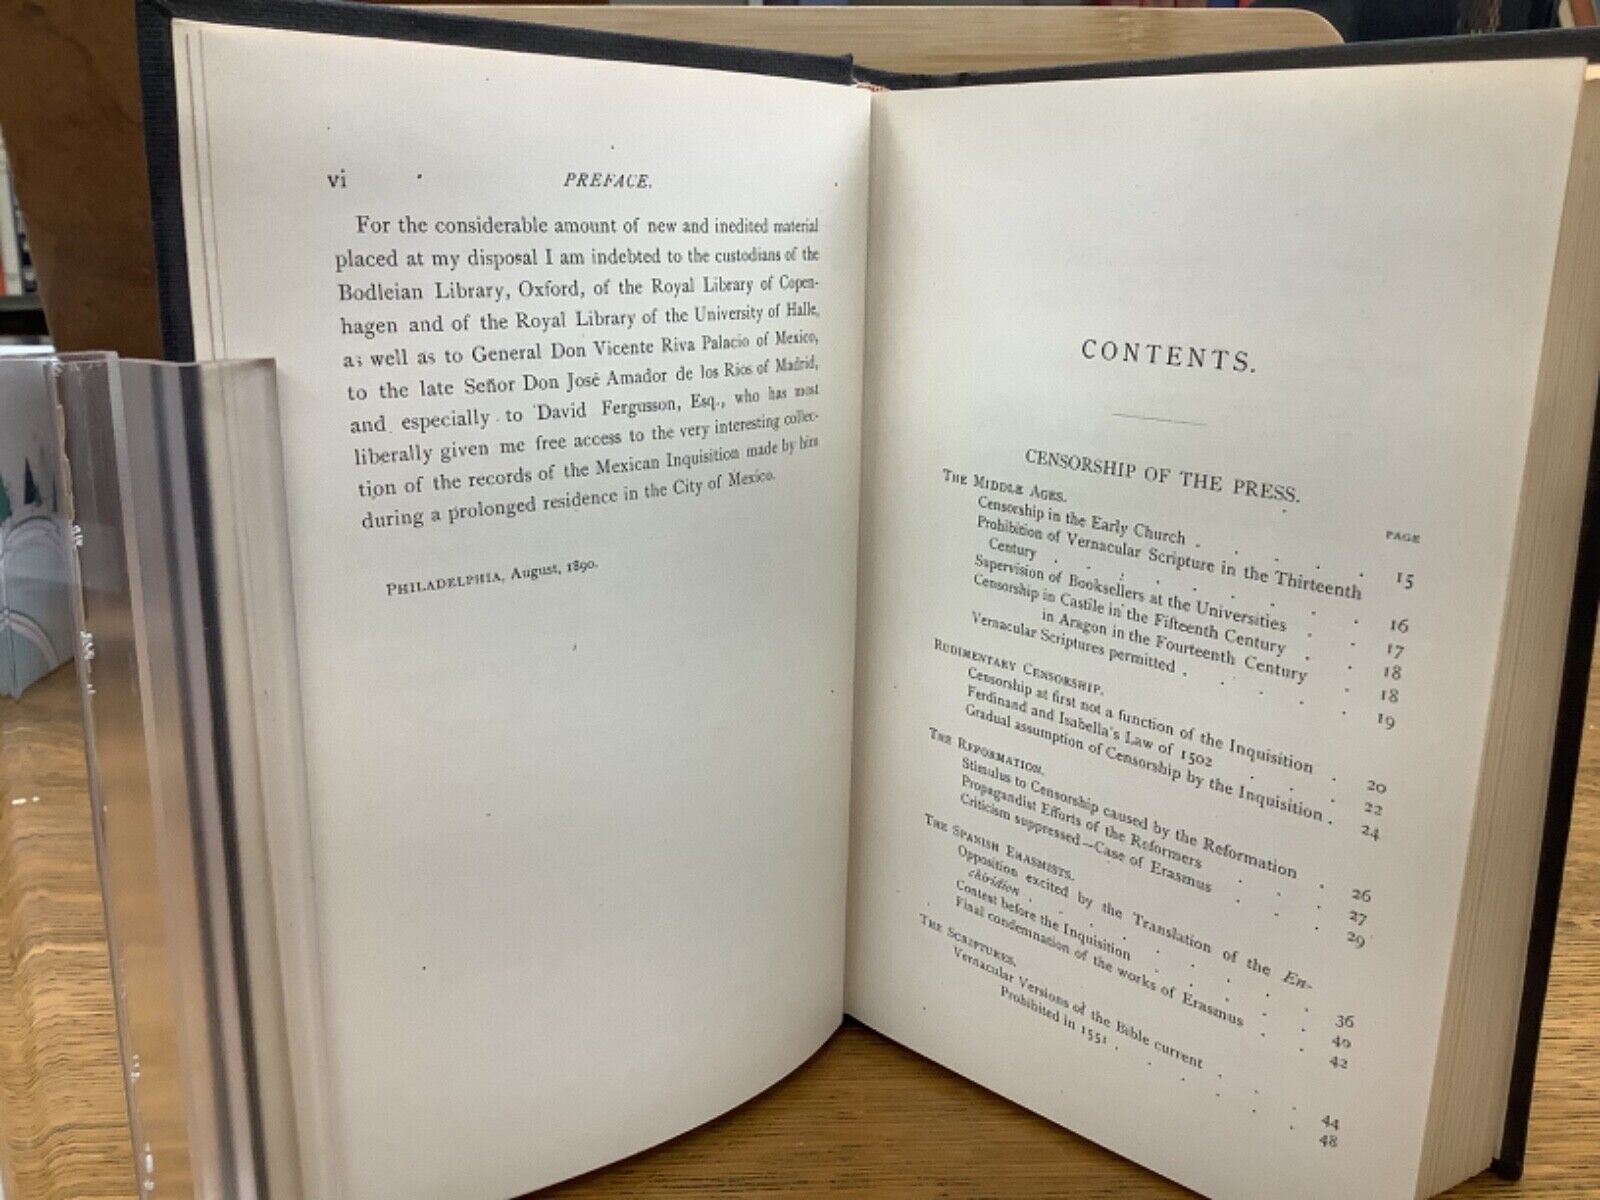 vi PREFACE.
For the considerable amount of new and inedited material
placed at my disposal I am indebted to the custodians of the
Bodleian Library, Oxford, of the Royal Library of Copen-
hagen and of the Royal Library of the University of Halle,
as well as to General Don Vicente Riva Palacio of Mexico,
to the late Señor Don José Amador de los Rios of Madrid,
and especially to David Fergusson, Esq., who has most
liberally given me free access to the very interesting collec-
tion of the records of the Mexican Inquisition made by him
during a prolonged residence in the City of Mexico.
PHILADELPHIA, August, 1890.
CONTENTS.
CENSORSHIP OF THE PRESS.
PAGE
THE MIDDLE AGES.
Censorship in the Early Church . . . . . 15
Prohibition of Vernacular Scripture in the Thirteenth
Century . . . . . . . 16
Supervision of Booksellers at the Universities . . 17
Censorship in Castile in the Fifteenth Century . . 18
in Aragon in the Fourteenth Century . 18
Vernacular Scriptures permitted . . . . . 19
RUDIMENTARY CENSORSHIP.
Censorship at first not a function of the Inquisition . 20
Ferdinand and Isabella's Law of 1502 . . . 22
Gradual assumption of Censorship by the Inquisition . 24
THE REFORMATION.
Stimulus to Censorship caused by the Reformation . 26
Propagandist Efforts of the Reformers . . . 27
Criticism suppressed—Case of Erasmus . . . 29
THE SPANISH ERASMISTS.
Opposition excited by the Translation of the En-
chiridion . . . . . . . 36
Contest before the Inquisition . . . . . 40
Final condemnation of the works of Erasmus . . 42
THE SCRIPTURES.
Vernacular Versions of the Bible current . . . 44
Prohibited in 1551 . . . . . 48